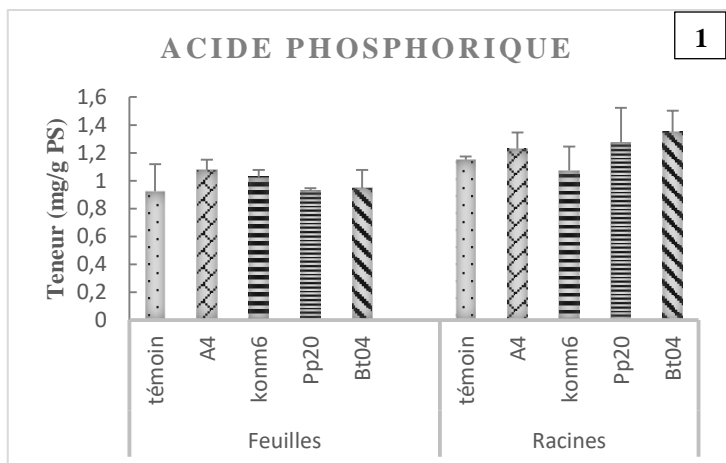 1
ACIDE PHOSPHORIQUE
Teneur (mg/g PS)
1,6
1,4
1,2
1
0,8
0,6
0,4
0,2
0
témoin
A4
konm6
Pp20
Bt04
témoin
A4
konm6
Pp20
Bt04
Feuilles
Racines